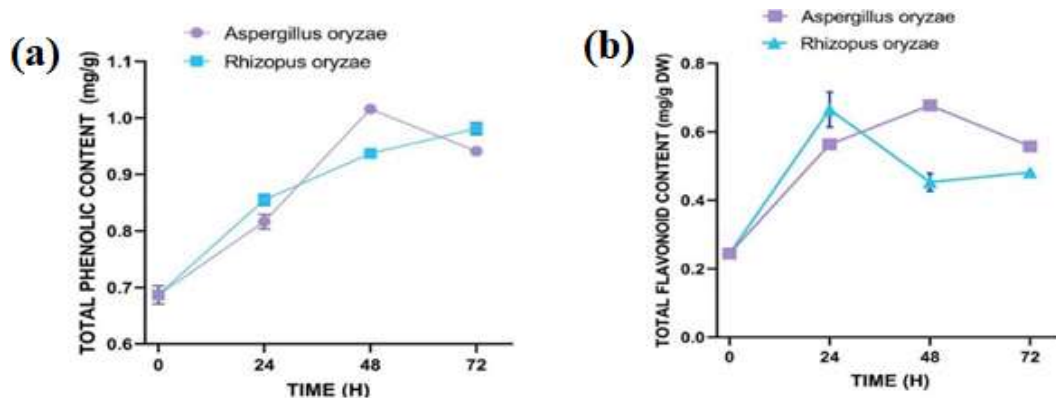 (a)
Aspergillus oryzae
Rhizopus oryzae
TOTAL PHENOLIC CONTENT (mg/g)
1.1
1.0
0.9
0.8
0.7
0.6
0 24 48 72
TIME (H)
(b)
Aspergillus oryzae
Rhizopus oryzae
TOTAL FLAVONOID CONTENT (mg/g DW)
0.8
0.6
0.4
0.2
0.0
0 24 48 72
TIME (H)